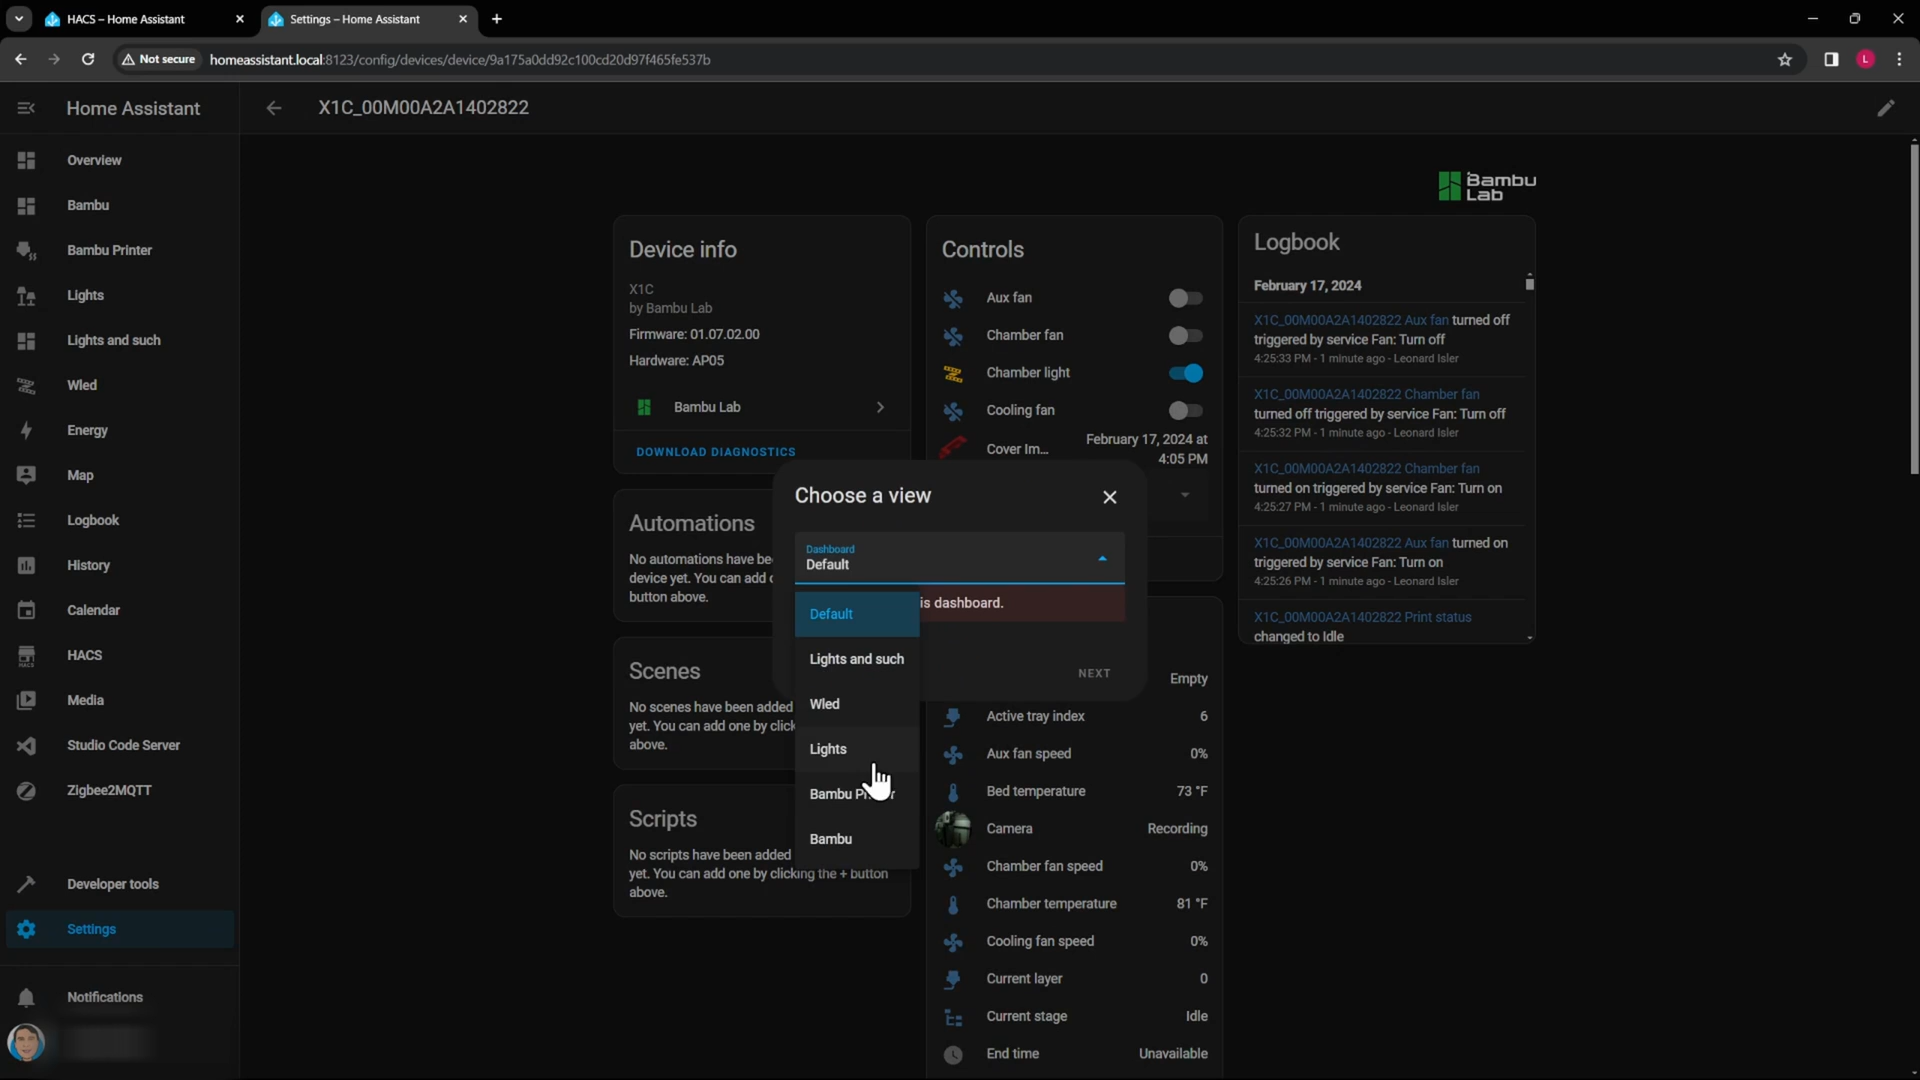 HACS – Home Assistant
Settings – Home Assistant
Not secure
homeassistant.local:8123/config/devices/device/9a175a0dd92c100cd20d97f465fe537b
L
Home Assistant
X1C_00M00A2A1402822
Overview
Bambu
Bambu Printer
Lights
Lights and such
Wled
Energy
Map
Logbook
History
Calendar
HACS
Media
Studio Code Server
Zigbee2MQTT
Developer tools
Settings
Notifications
Bambu
Lab
Device info
X1C
by Bambu Lab
Firmware: 01.07.02.00
Hardware: AP05
Bambu Lab
DOWNLOAD DIAGNOSTICS
Automations
No automations have be
device yet. You can add
button above.
Scenes
No scenes have been added
yet. You can add one by clic
above.
Scripts
No scripts have been added
yet. You can add one by clicking the + button
above.
Controls
Aux fan
Chamber fan
Chamber light
Cooling fan
Cover Im...
February 17, 2024 at
4:05 PM
Choose a view
Dashboard
Default
is dashboard.
Default
Lights and such
Wled
Lights
Bambu
Bambu
NEXT
Empty
Active tray index 6
Aux fan speed 0%
Bed temperature 73 °F
Camera Recording
Chamber fan speed 0%
Chamber temperature 81 °F
Cooling fan speed 0%
Current layer 0
Current stage Idle
End time Unavailable
Logbook
February 17, 2024
X1C_00M00A2A1402822 Aux fan turned off
triggered by service Fan: Turn off
4:25:33 PM - 1 minute ago - Leonard Isler
X1C_00M00A2A1402822 Chamber fan
turned off triggered by service Fan: Turn off
4:25:32 PM - 1 minute ago - Leonard Isler
X1C_00M00A2A1402822 Chamber fan
turned on triggered by service Fan: Turn on
4:25:27 PM - 1 minute ago - Leonard Isler
X1C_00M00A2A1402822 Aux fan turned on
triggered by service Fan: Turn on
4:25:26 PM - 1 minute ago - Leonard Isler
X1C_00M00A2A1402822 Print status
changed to Idle